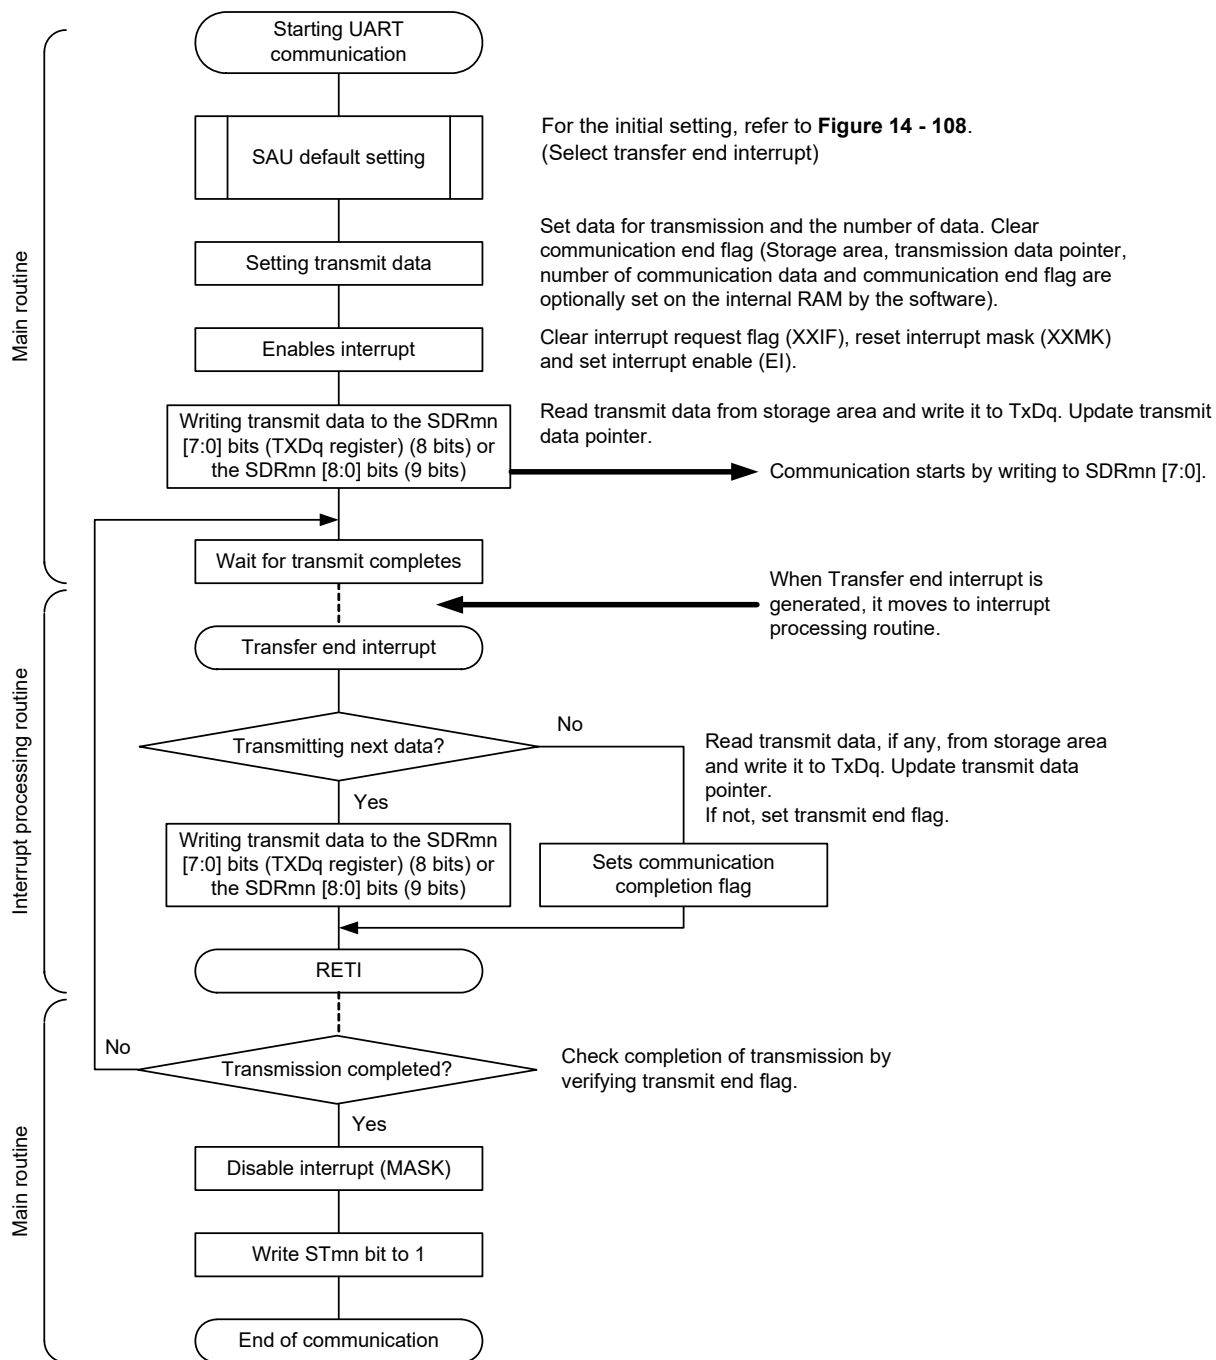 Starting UART
communication
SAU default setting
For the initial setting, refer to Figure 14 - 108.
(Select transfer end interrupt)
Main routine
Setting transmit data
Set data for transmission and the number of data. Clear
communication end flag (Storage area, transmission data pointer,
number of communication data and communication end flag are
optionally set on the internal RAM by the software).
Enables interrupt
Clear interrupt request flag (XXIF), reset interrupt mask (XXMK)
and set interrupt enable (EI).
Writing transmit data to the SDRmn
[7:0] bits (TXDq register) (8 bits) or
the SDRmn [8:0] bits (9 bits)
Read transmit data from storage area and write it to TxDq. Update transmit
data pointer.
Communication starts by writing to SDRmn [7:0].
Wait for transmit completes
When Transfer end interrupt is
generated, it moves to interrupt
processing routine.
Interrupt processing routine
Transfer end interrupt
Transmitting next data?
No
Yes
Read transmit data, if any, from storage area
and write it to TxDq. Update transmit data
pointer.
If not, set transmit end flag.
Writing transmit data to the SDRmn
[7:0] bits (TXDq register) (8 bits) or
the SDRmn [8:0] bits (9 bits)
Sets communication
completion flag
RETI
Main routine
No
Transmission completed?
Check completion of transmission by
verifying transmit end flag.
Yes
Disable interrupt (MASK)
Write STmn bit to 1
End of communication